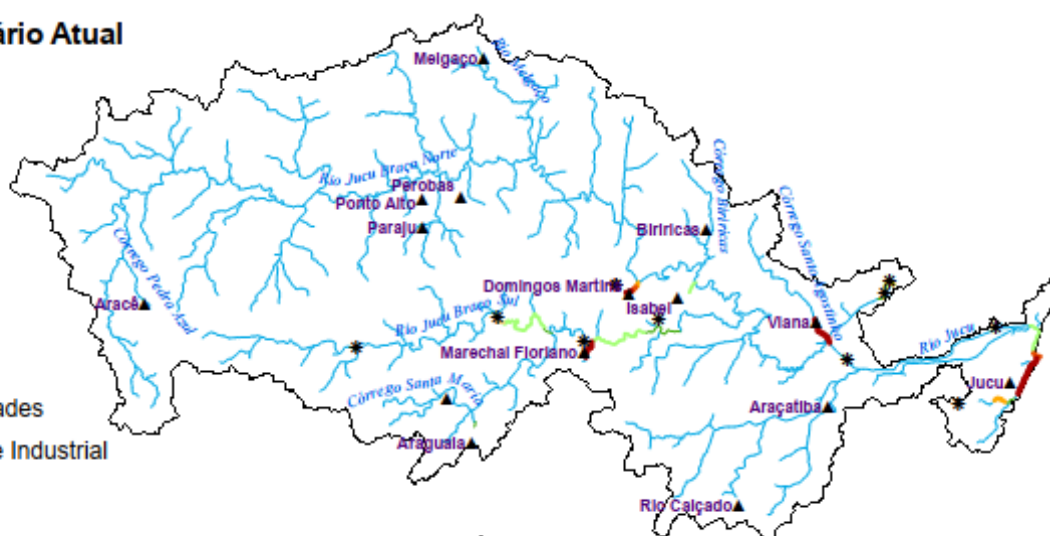 ário Atual
Melgaço
Rio Melgaço
Rio Jucu Braço Norte
Perobas
Ponto Alto
Paraju
Córrego Biriricas
Biriricas
Córrego Santo Agostinho
Córrego Pedra Azul
Aracê
Domingos Martins
Isabel
Viana
Rio Jucu Braço Sul
Marechal Floriano
Rio Jucu
Jucu
Córrego Santa Maria
Araçatiba
ades
e Industrial
Araguaia
Rio Calçado